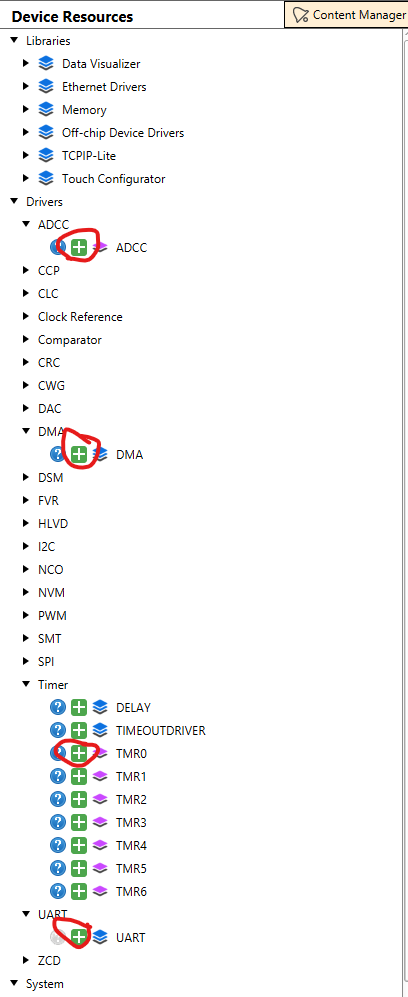 Device Resources
Content Manager
Libraries
Data Visualizer
Ethernet Drivers
Memory
Off-chip Device Drivers
TCPIP-Lite
Touch Configurator
Drivers
ADCC
? + ADCC
CCP
CLC
Clock Reference
Comparator
CRC
CWG
DAC
DMA
? + DMA
DSM
FVR
HLVD
I2C
NCO
NVM
PWM
SMT
SPI
Timer
? + DELAY
? + TIMEOUTDRIVER
? + TMR0
? + TMR1
? + TMR2
? + TMR3
? + TMR4
? + TMR5
? + TMR6
UART
? + UART
ZCD
System